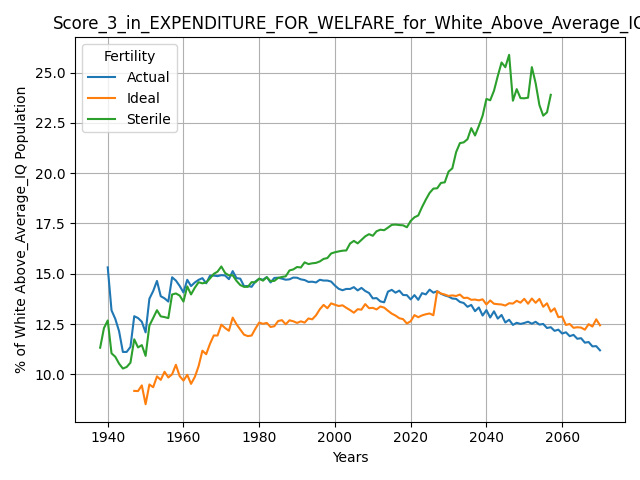 Score_3_in_EXPENDITURE_FOR_WELFARE_for_White_Above_Average_IQ
Fertility
Actual
Ideal
Sterile
% of White Above_Average_IQ Population
25.0
22.5
20.0
17.5
15.0
12.5
10.0
1940 1960 1980 2000 2020 2040 2060
Years